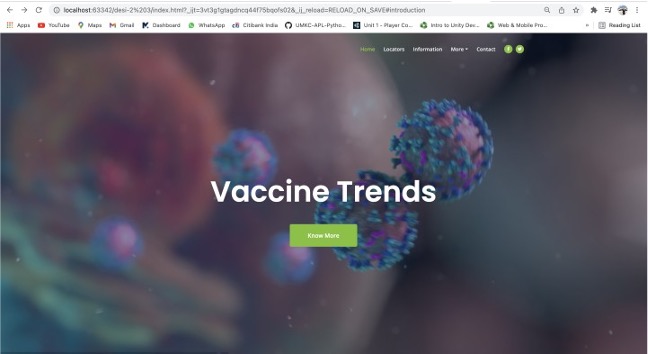 localhost:63342/desi-2%203/index.html?_ijt=3vt3g1gtagdncq44f75bqofs02&_ij_reload=RELOAD_ON_SAVE#introduction
Apps YouTube Maps Gmail Dashboard WhatsApp Citibank India UMKC-APL-Pytho... Unit 1 - Player Co... Intro to Unity Dev... Web & Mobile Pro... » Reading List
Home Locators Information More Contact
Vaccine Trends
Know More